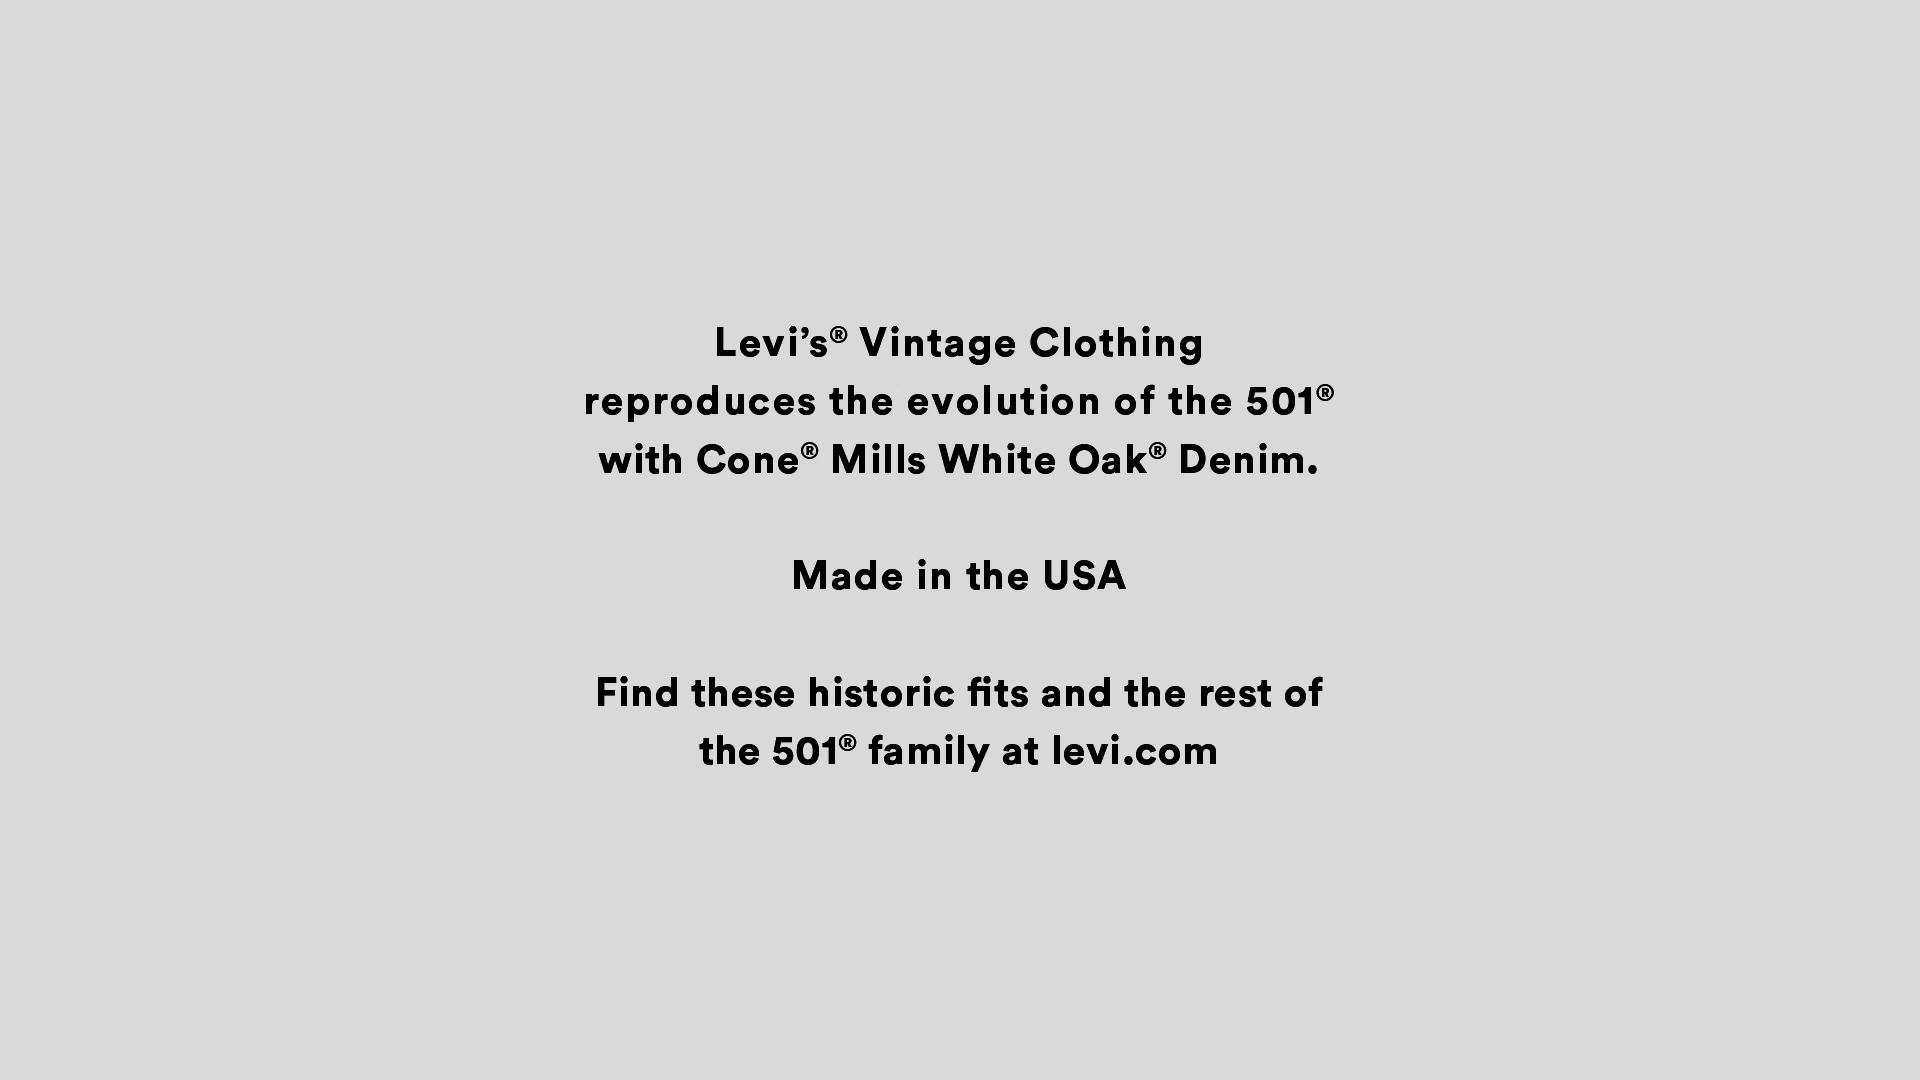 Levi’s® Vintage Clothing
reproduces the evolution of the 501®
with Cone® Mills White Oak® Denim.
Made in the USA
Find these historic fits and the rest of
the 501® family at levi.com